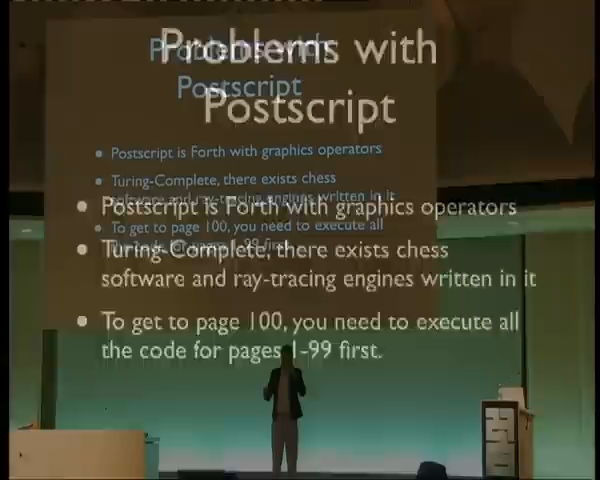 Problems with
Postscript
Postscript is Forth with graphics operators
Turing-Complete, there exists chess
software and ray-tracing engines written in it
To get to page 100, you need to execute all
the code for pages 1-99 first.
Problems with
Postscript
• Postscript is Forth with graphics operators
• Turing-Complete, there exists chess
software and ray-tracing engines written in it
• To get to page 100, you need to execute all
the code for pages 1-99 first.